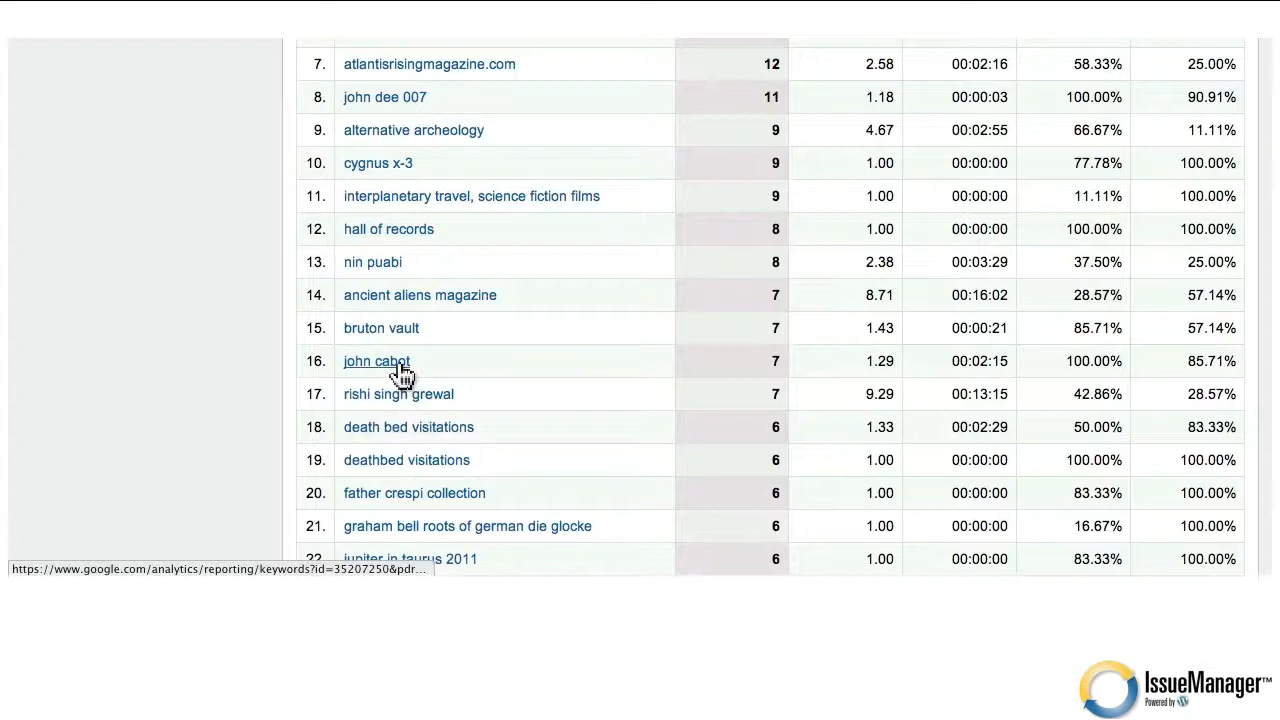 7. atlantisrisingmagazine.com 12 2.58 00:02:16 58.33% 25.00%
8. john dee 007 11 1.18 00:00:03 100.00% 90.91%
9. alternative archeology 9 4.67 00:02:55 66.67% 11.11%
10. cygnus x-3 9 1.00 00:00:00 77.78% 100.00%
11. interplanetary travel, science fiction films 9 1.00 00:00:00 11.11% 100.00%
12. hall of records 8 1.00 00:00:00 100.00% 100.00%
13. nin puabi 8 2.38 00:03:29 37.50% 25.00%
14. ancient aliens magazine 7 8.71 00:16:02 28.57% 57.14%
15. bruton vault 7 1.43 00:00:21 85.71% 57.14%
16. john cabot 7 1.29 00:02:15 100.00% 85.71%
17. rishi singh grewal 7 9.29 00:13:15 42.86% 28.57%
18. death bed visitations 6 1.33 00:02:29 50.00% 83.33%
19. deathbed visitations 6 1.00 00:00:00 100.00% 100.00%
20. father crespi collection 6 1.00 00:00:00 83.33% 100.00%
21. graham bell roots of german die glocke 6 1.00 00:00:00 16.67% 100.00%
22. jupiter in taurus 2011 6 1.00 00:00:00 83.33% 100.00%
https://www.google.com/analytics/reporting/keywords?id=35207250&pdr...
IssueManager™
Powered by